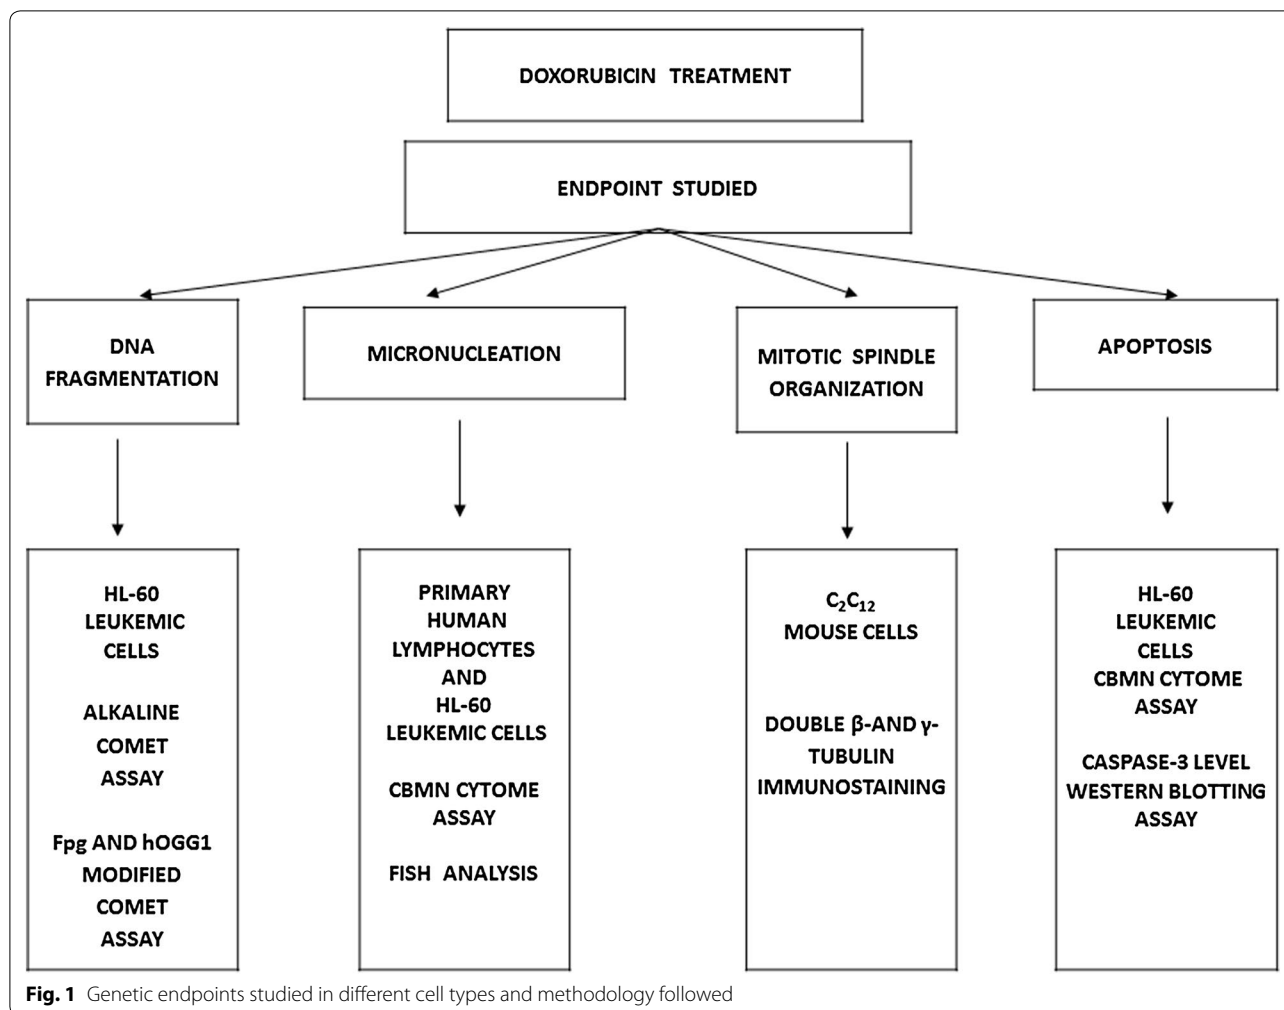 DOXORUBICIN TREATMENT
ENDPOINT STUDIED
DNA
FRAGMENTATION
MICRONUCLEATION
MITOTIC SPINDLE
ORGANIZATION
APOPTOSIS
HL-60
LEUKEMIC
CELLS
ALKALINE
COMET
ASSAY
Fpg AND hOGG1
MODIFIED
COMET
ASSAY
PRIMARY
HUMAN
LYMPHOCYTES
AND
HL-60
LEUKEMIC CELLS
CBMN CYTOME
ASSAY
FISH ANALYSIS
C₂C₁₂
MOUSE CELLS
DOUBLE β-AND γ-
TUBULIN
IMMUNOSTAINING
HL-60
LEUKEMIC
CELLS
CBMN CYTOME
ASSAY
CASPASE-3 LEVEL
WESTERN BLOTTING
ASSAY
Fig. 1 Genetic endpoints studied in different cell types and methodology followed